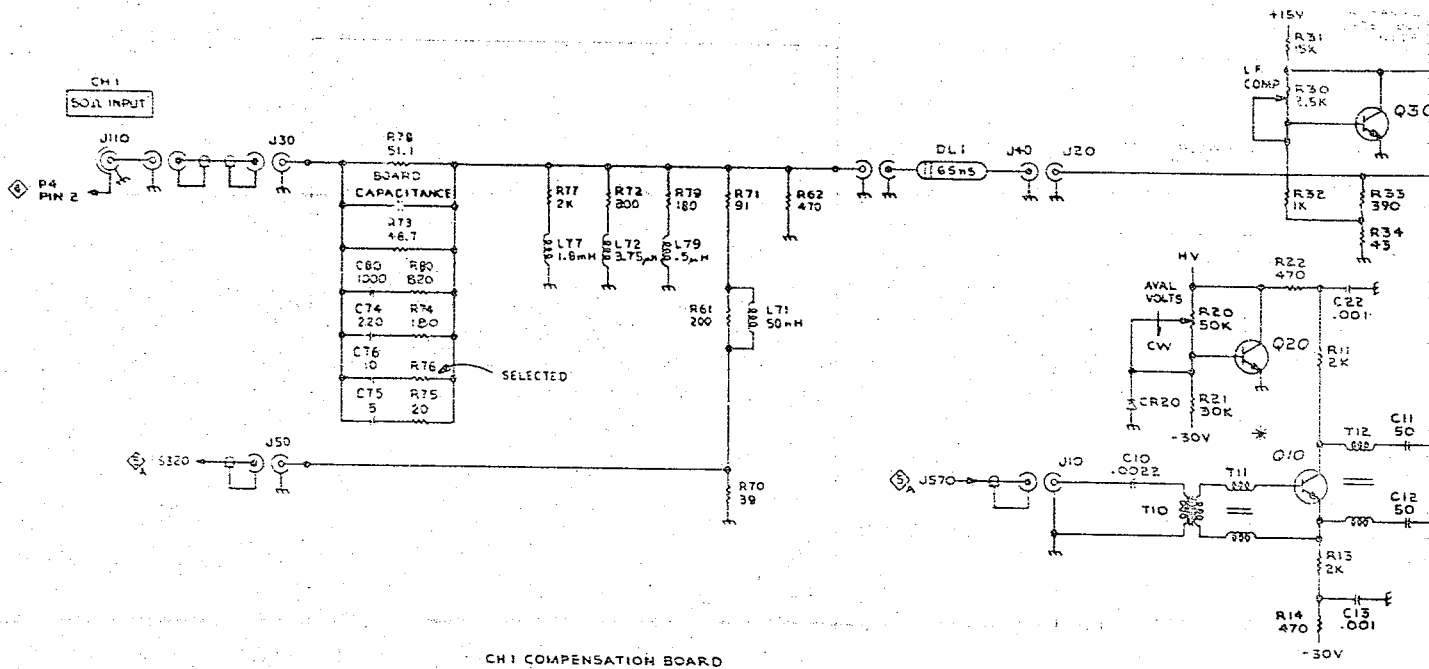 CH 1
50Ω INPUT
J110
P4
PIN 2
J30
R78
51.1
BOARD
CAPACITANCE
R73
48.7
C80
1000
R80
820
C74
220
R74
180
C76
10
R76
SELECTED
C75
5
R75
20
R77
2K
L77
1.8mH
R72
200
L72
3.75μH
R79
180
L79
.5μH
R71
91
R62
470
R61
200
L71
50nH
S320
J50
R70
39
DL1
65ns
J40
J20
+15V
R31
15K
L.F.
COMP
R30
2.5K
Q30
R32
1K
R33
390
R34
43
HV
R22
470
AVAL
VOLTS
R20
50K
CW
C22
.001
Q20
R11
2K
CR20
R21
30K
-30V
*
T12
C11
50
Q10
A
J570
J10
C10
.0022
T11
T10
C12
50
R13
2K
R14
470
C13
.001
-30V
CH 1 COMPENSATION BOARD